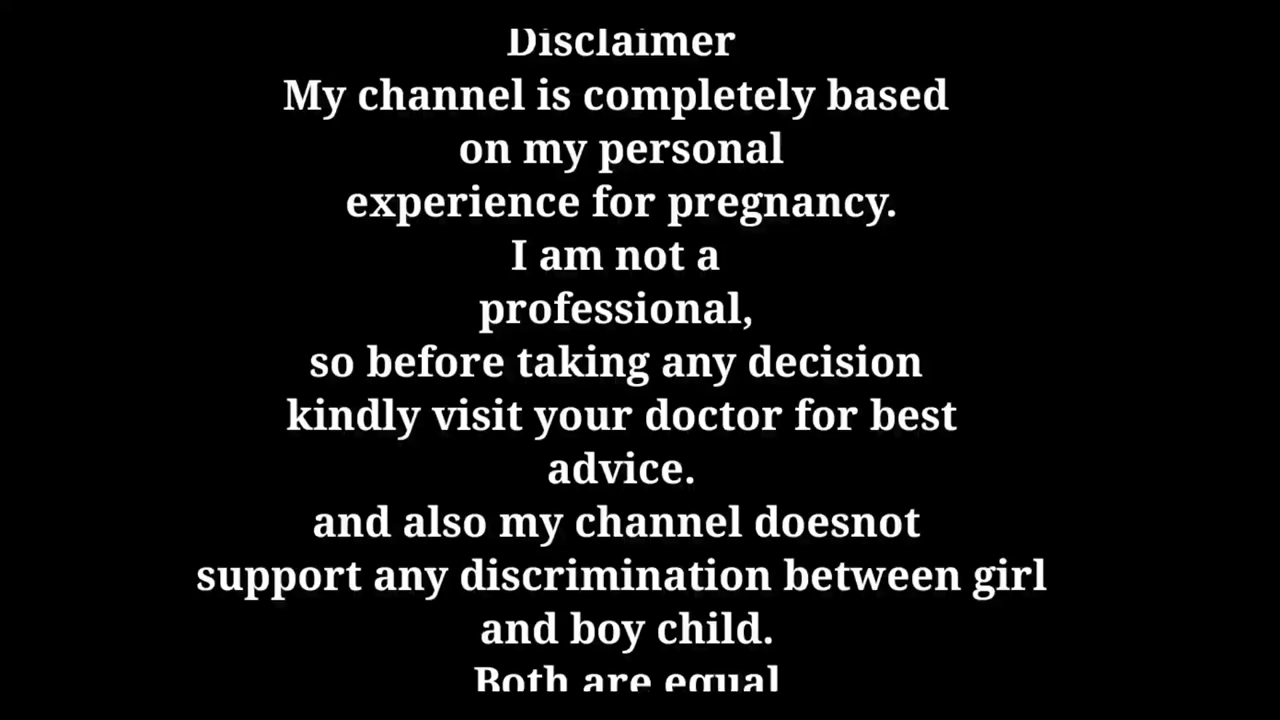 Disclaimer
My channel is completely based
on my personal
experience for pregnancy.
I am not a
professional,
so before taking any decision
kindly visit your doctor for best
advice.
and also my channel doesnot
support any discrimination between girl
and boy child.
Both are equal